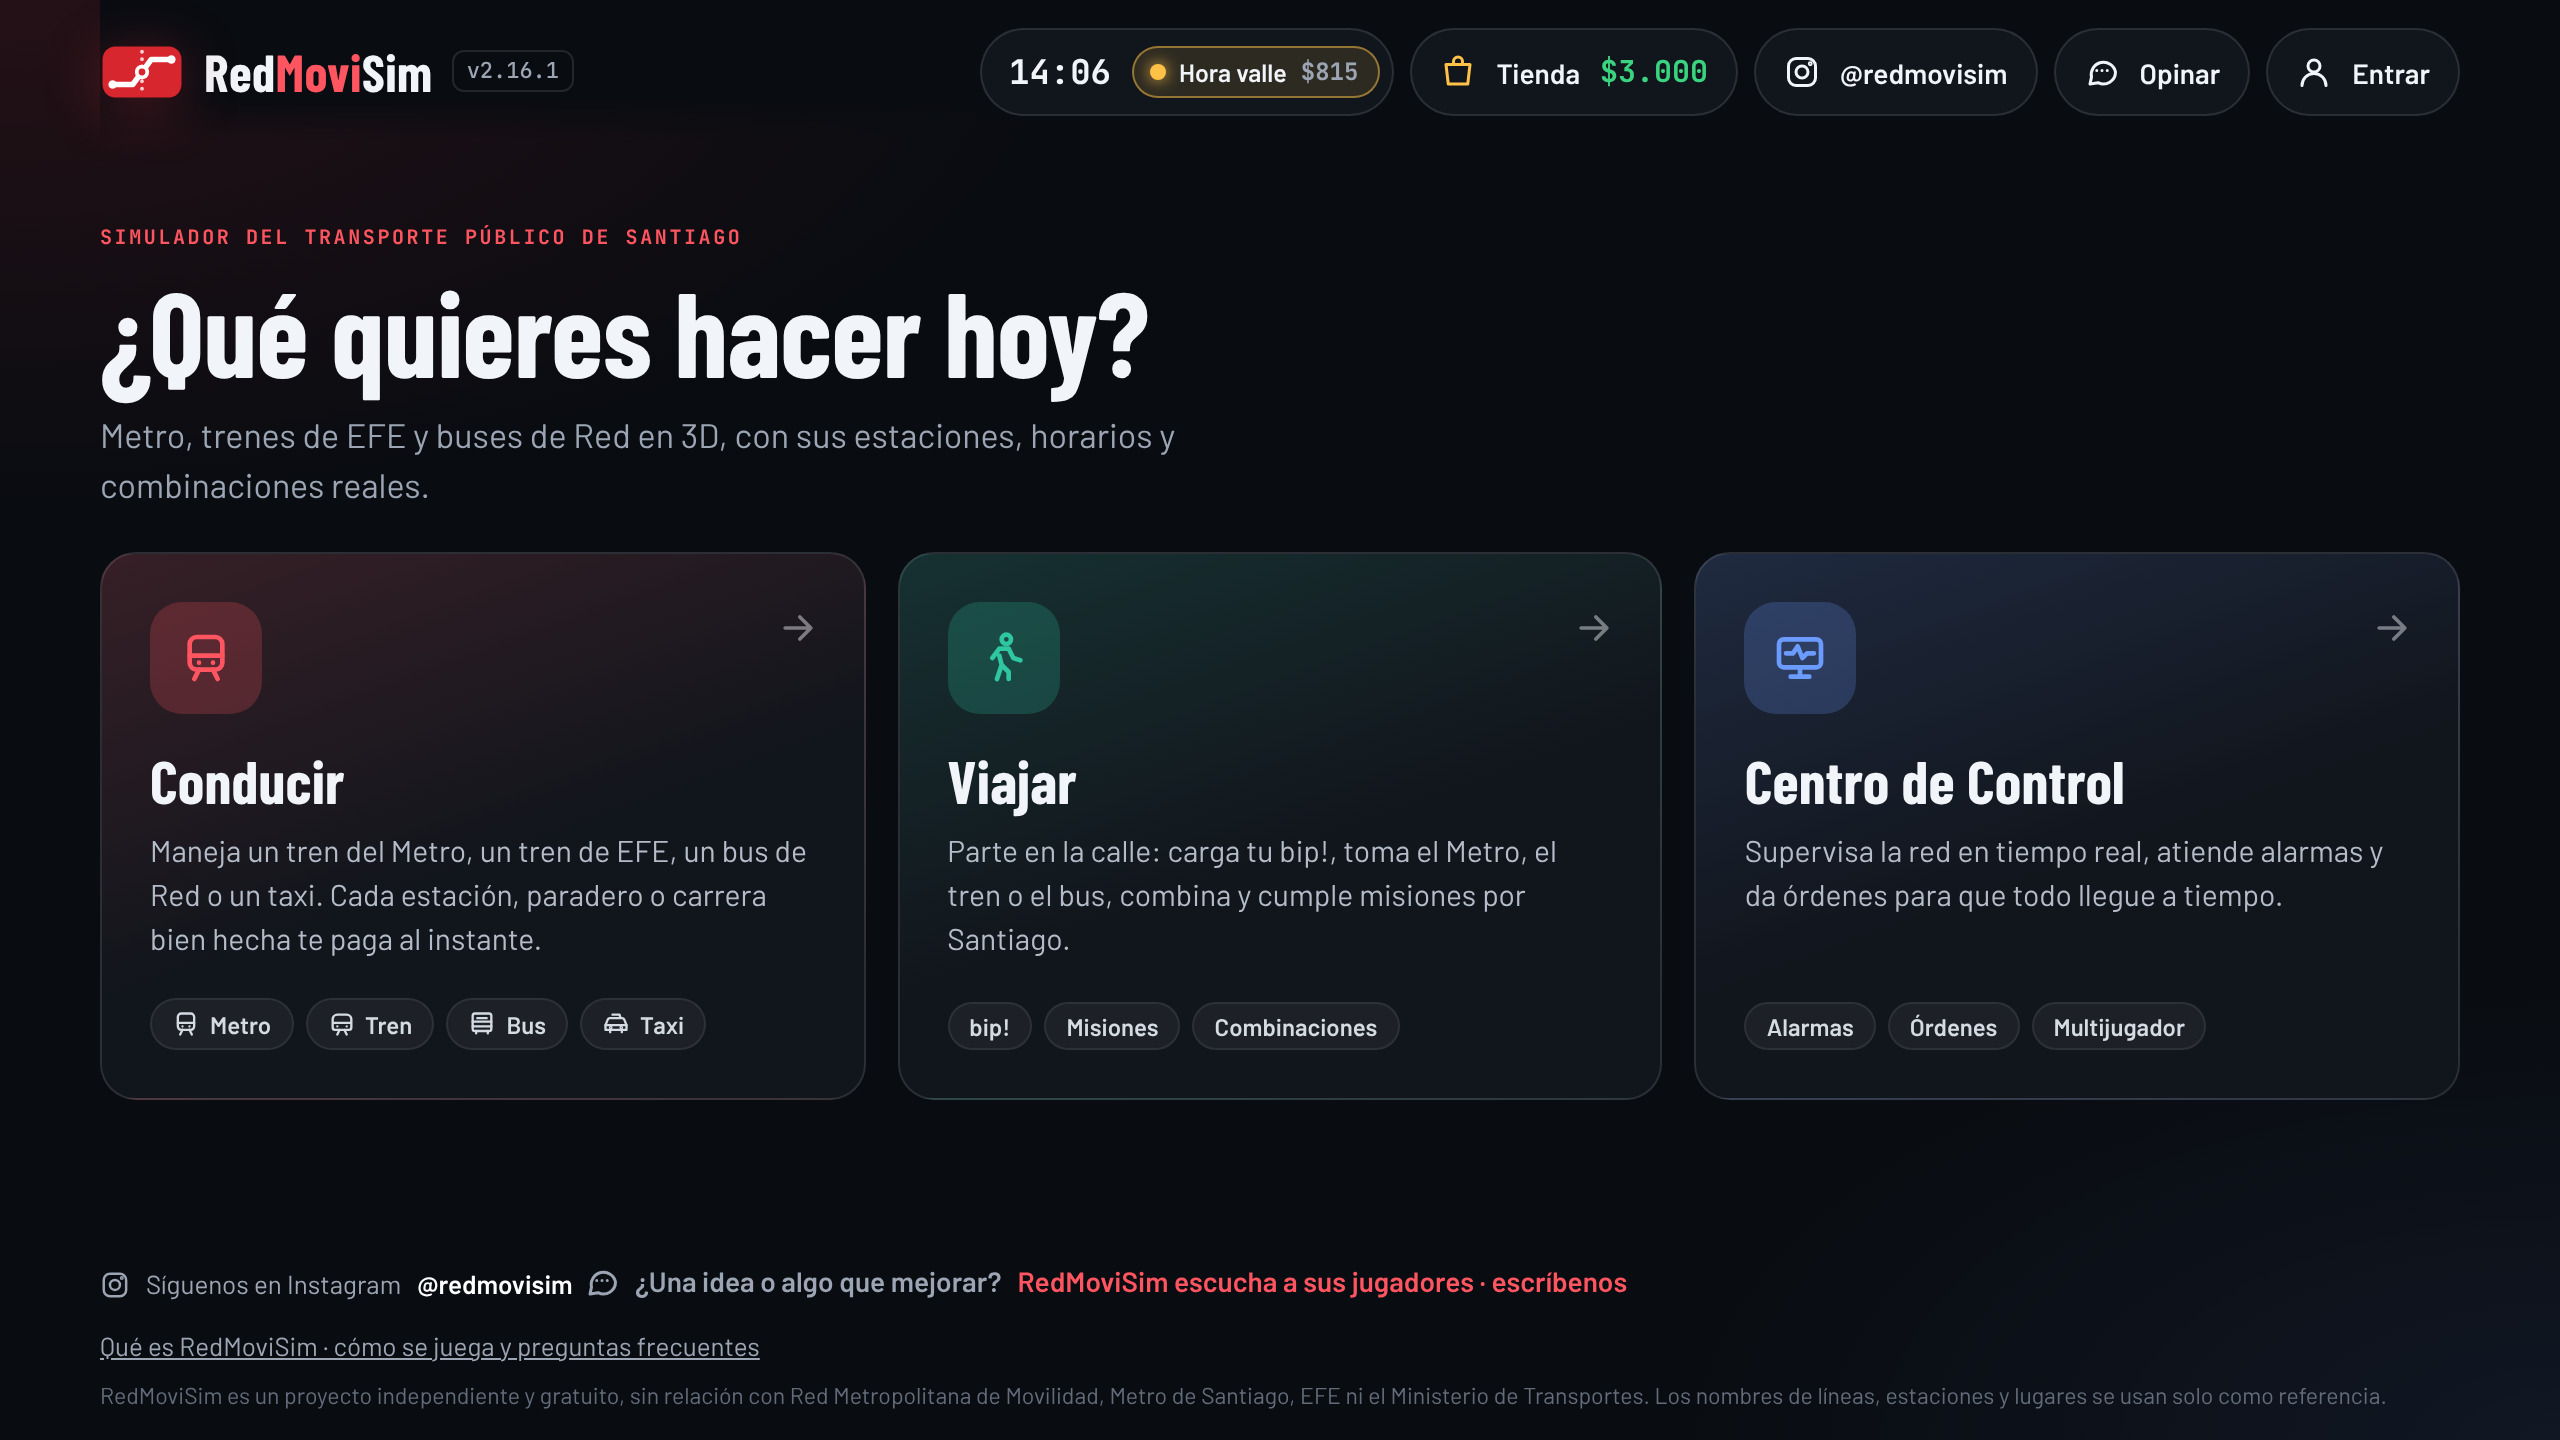 RedMoviSim v2.16.1
14:06 Hora valle $815
Tienda $3.000
@redmovisim
Opinar
Entrar
SIMULADOR DEL TRANSPORTE PÚBLICO DE SANTIAGO
¿Qué quieres hacer hoy?
Metro, trenes de EFE y buses de Red en 3D, con sus estaciones, horarios y
combinaciones reales.
Conducir
Maneja un tren del Metro, un tren de EFE, un bus de
Red o un taxi. Cada estación, paradero o carrera
bien hecha te paga al instante.
Metro Tren Bus Taxi
Viajar
Parte en la calle: carga tu bip!, toma el Metro, el
tren o el bus, combina y cumple misiones por
Santiago.
bip! Misiones Combinaciones
Centro de Control
Supervisa la red en tiempo real, atiende alarmas y
da órdenes para que todo llegue a tiempo.
Alarmas Órdenes Multijugador
Síguenos en Instagram @redmovisim ¿Una idea o algo que mejorar? RedMoviSim escucha a sus jugadores · escríbenos
Qué es RedMoviSim · cómo se juega y preguntas frecuentes
RedMoviSim es un proyecto independiente y gratuito, sin relación con Red Metropolitana de Movilidad, Metro de Santiago, EFE ni el Ministerio de Transportes. Los nombres de líneas, estaciones y lugares se usan solo como referencia.